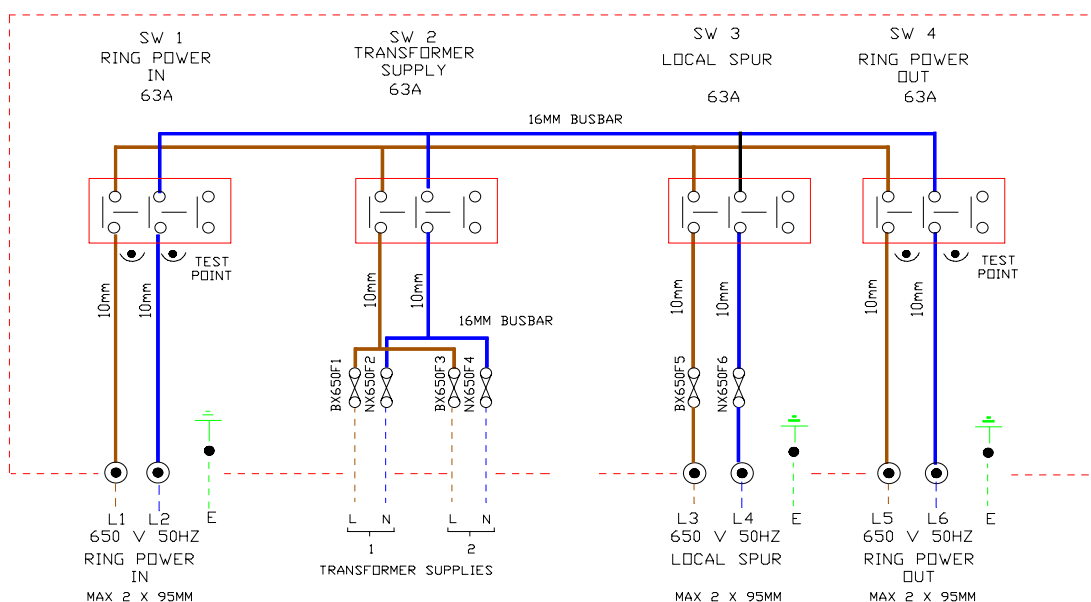 SW 1
RING POWER
IN
63A
SW 2
TRANSFORMER
SUPPLY
63A
SW 3
LOCAL SPUR
63A
SW 4
RING POWER
OUT
63A
16MM BUSBAR
TEST
POINT
TEST
POINT
10mm
10mm
10mm
10mm
10mm
10mm
10mm
10mm
16MM BUSBAR
BX650F1
NX650F2
BX650F3
NX650F4
BX650F5
NX650F6
L1 L2 E
650 V 50HZ
RING POWER
IN
MAX 2 X 95MM
L N L N
1 2
TRANSFORMER SUPPLIES
L3 L4 E
650 V 50HZ
LOCAL SPUR
MAX 2 X 95MM
L5 L6 E
650 V 50HZ
RING POWER
OUT
MAX 2 X 95MM